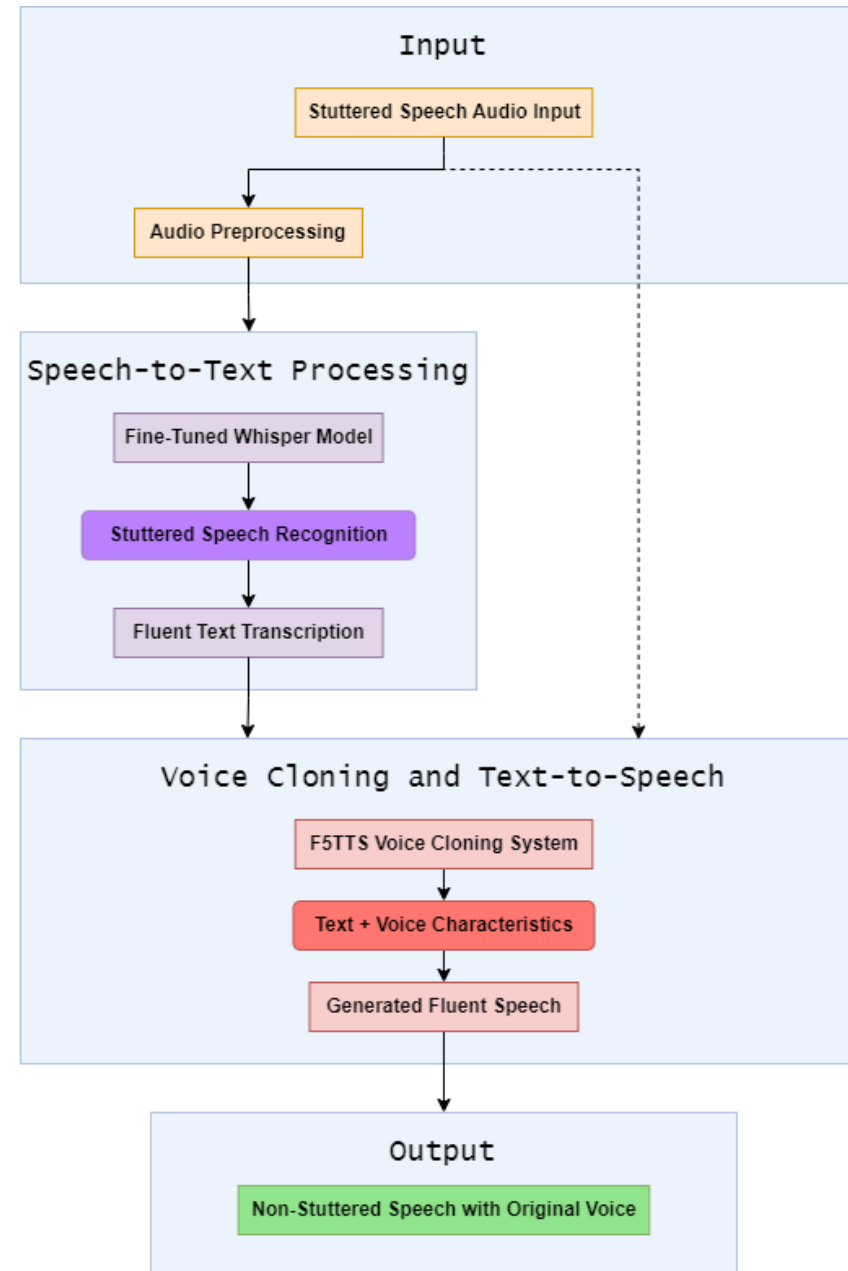 Input
Stuttered Speech Audio Input
Audio Preprocessing
Speech-to-Text Processing
Fine-Tuned Whisper Model
Stuttered Speech Recognition
Fluent Text Transcription
Voice Cloning and Text-to-Speech
F5TTS Voice Cloning System
Text + Voice Characteristics
Generated Fluent Speech
Output
Non-Stuttered Speech with Original Voice